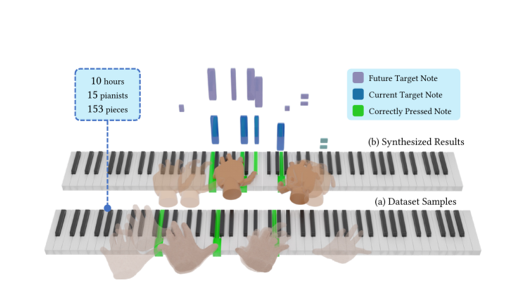 10 hours
15 pianists
153 pieces
Future Target Note
Current Target Note
Correctly Pressed Note
(b) Synthesized Results
(a) Dataset Samples